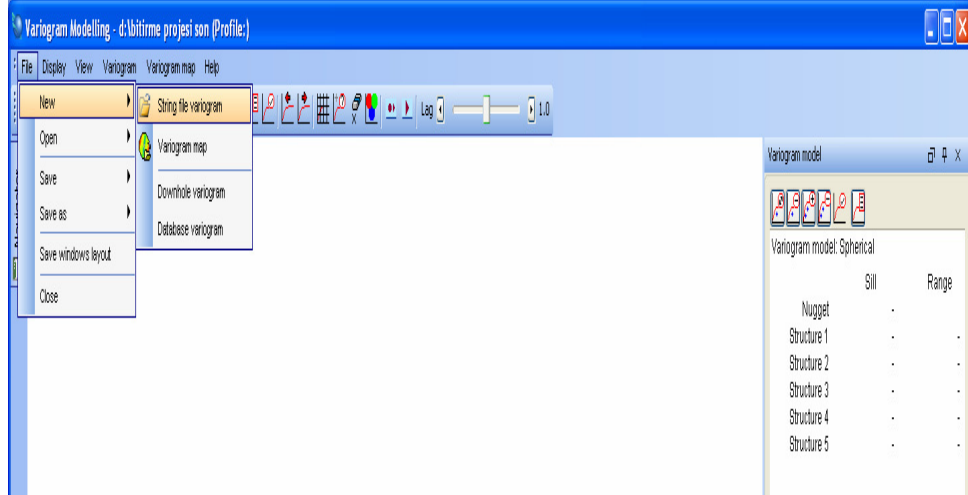 Variogram Modelling - d:\bitirme projesi son (Profile:)
File Display View Variogram Variogram map Help
New
Open
Save
Save as
Save windows layout
Close
String file variogram
Variogram map
Downhole variogram
Database variogram
Lag 1.0
Variogram model
Variogram model: Spherical
Sill Range
Nugget -
Structure 1 - -
Structure 2 - -
Structure 3 - -
Structure 4 - -
Structure 5 - -